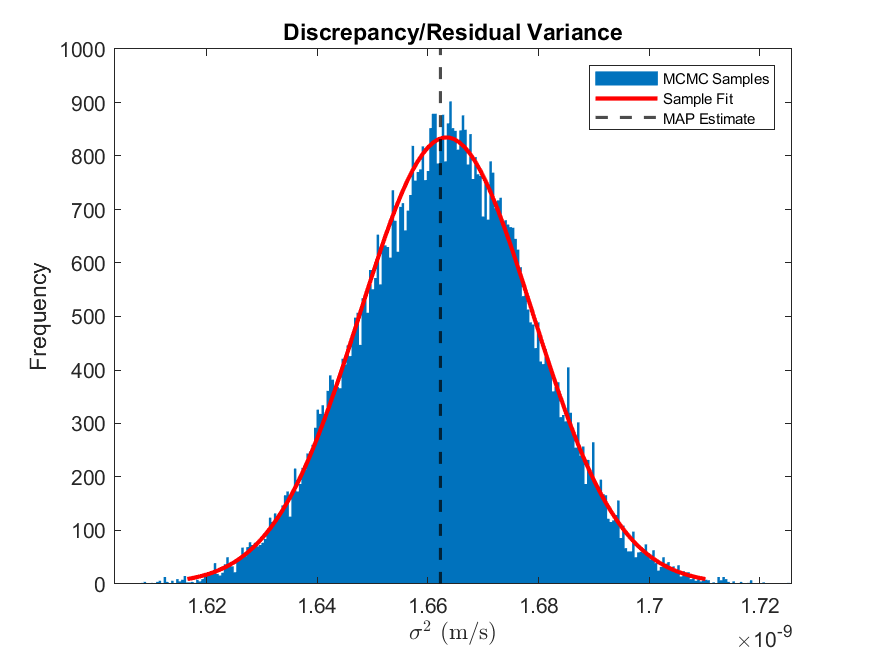 Discrepancy/Residual Variance
1000
900
800
700
600
500
400
300
200
100
0
Frequency
MCMC Samples
Sample Fit
MAP Estimate
1.62 1.64 1.66 1.68 1.7 1.72
σ² (m/s)
×10⁻⁹